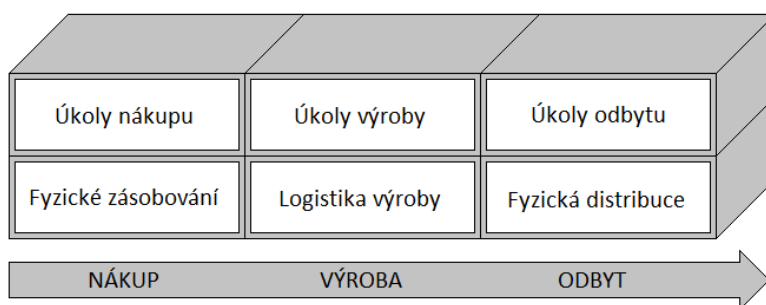 Úkoly nákupu
Úkoly výroby
Úkoly odbytu
Fyzické zásobování
Logistika výroby
Fyzická distribuce
NÁKUP
VÝROBA
ODBYT